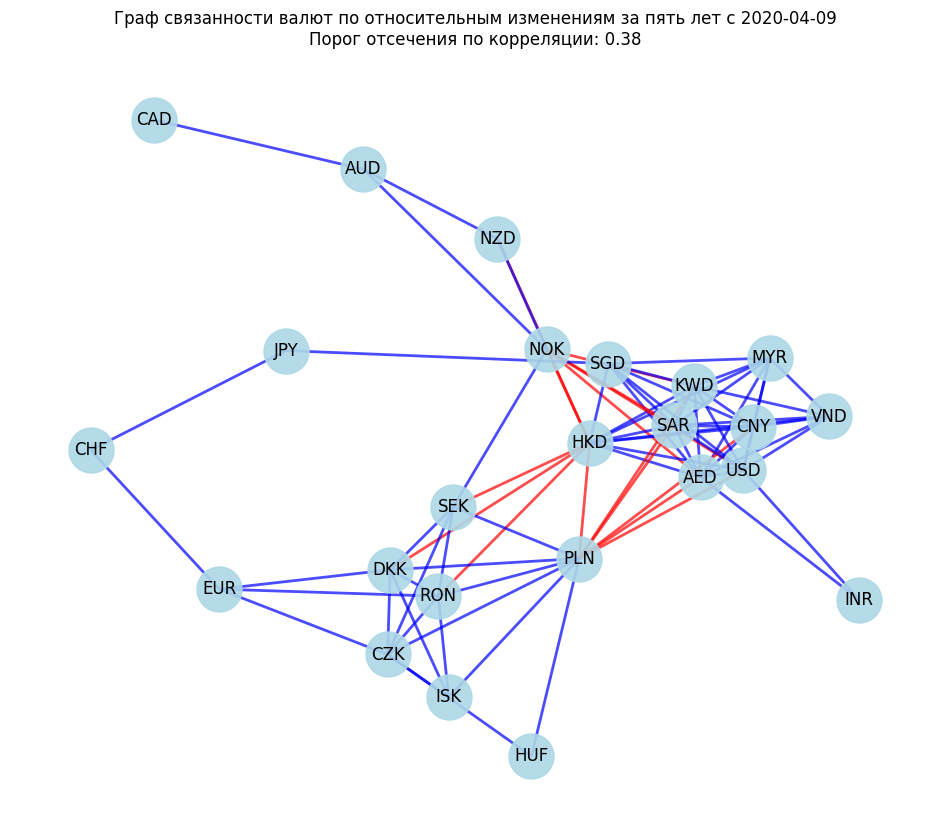 Граф связанности валют по относительным изменениям за пять лет с 2020-04-09
Порог отсечения по корреляции: 0.38
CAD
AUD
NZD
JPY
NOK
SGD
MYR
KWD
VND
SAR
CNY
HKD
CHF
USD
AED
SEK
PLN
DKK
EUR
RON
INR
CZK
ISK
HUF